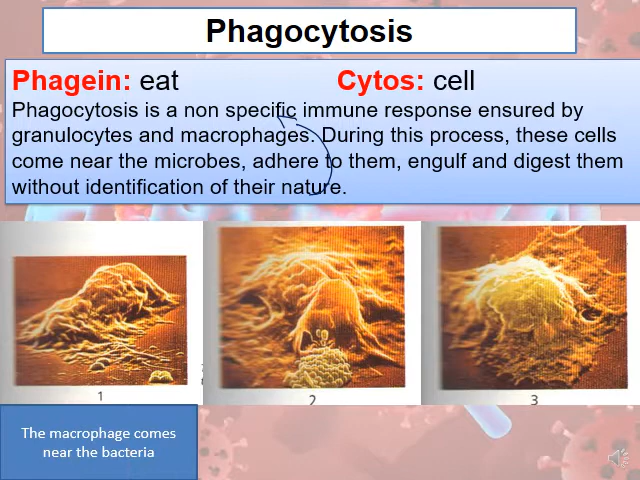 Phagocytosis
Phagein: eat Cytos: cell
Phagocytosis is a non specific immune response ensured by
granulocytes and macrophages. During this process, these cells
come near the microbes, adhere to them, engulf and digest them
without identification of their nature.
1 2 3
The macrophage comes
near the bacteria